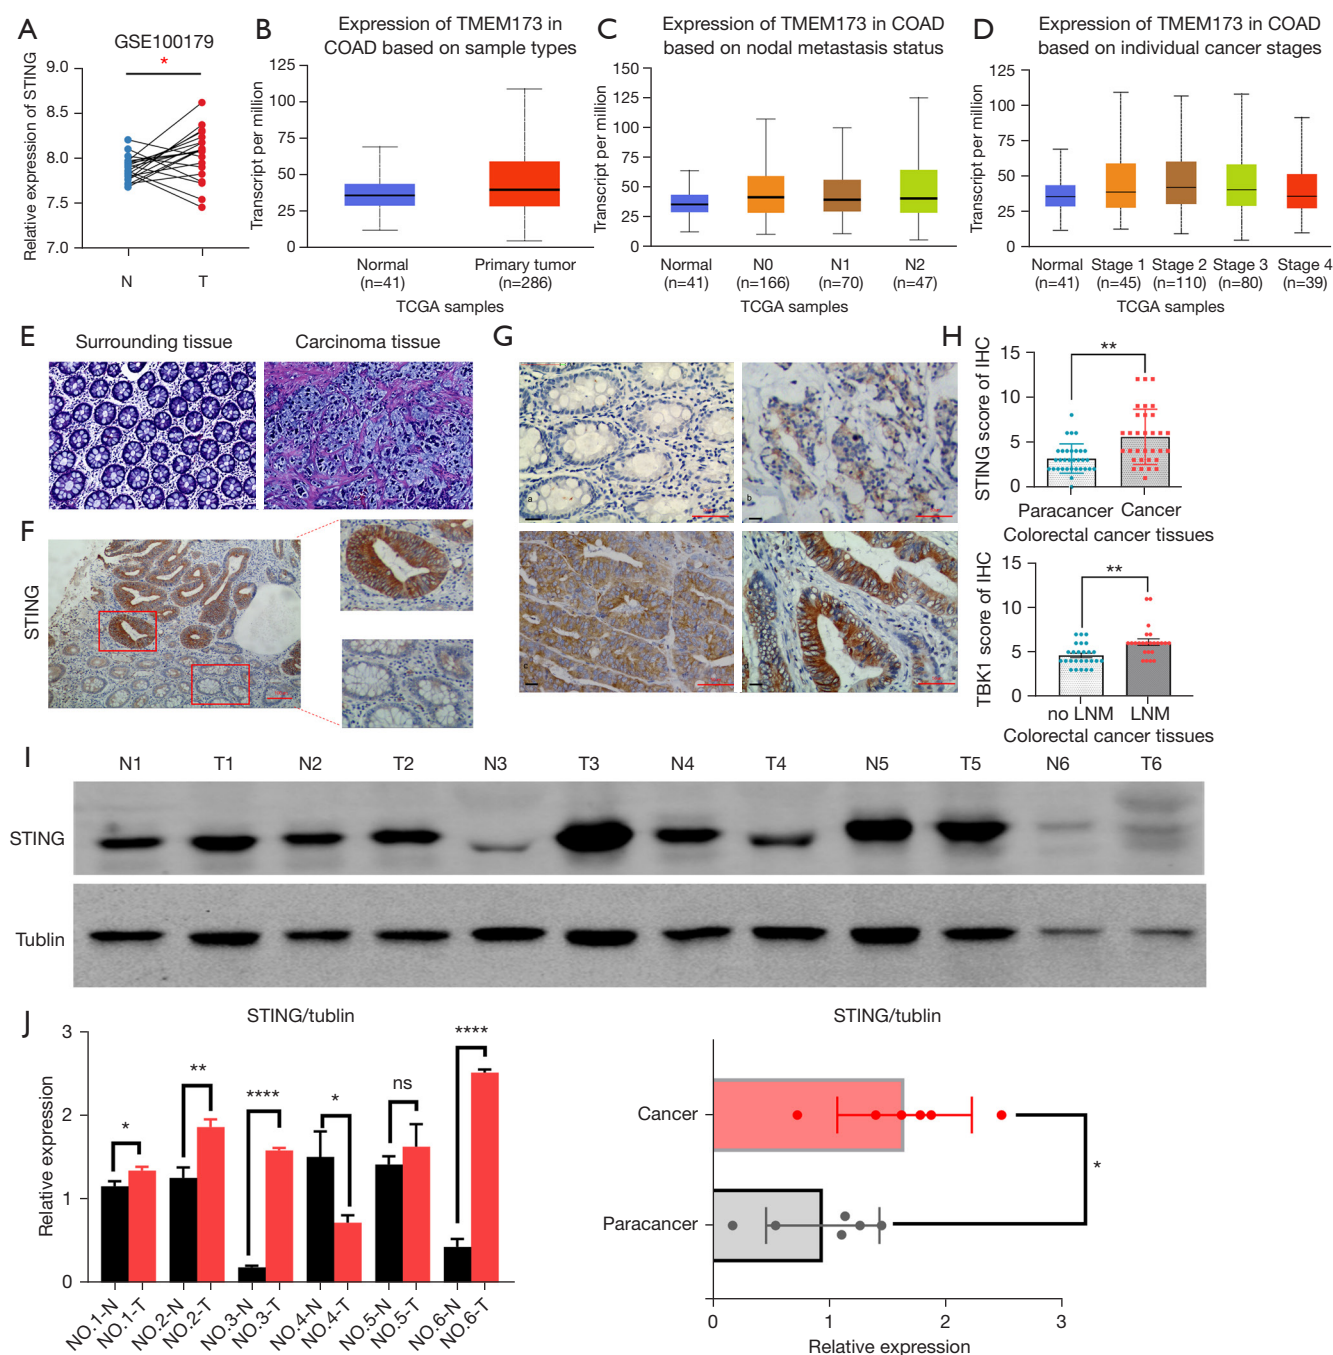 A
GSE100179
Relative expression of STING
9.0
8.5
8.0
7.5
7.0
*
N
T
B
Expression of TMEM173 in
COAD based on sample types
Transcript per million
125
100
75
50
25
0
Normal
(n=41)
Primary tumor
(n=286)
TCGA samples
C
Expression of TMEM173 in COAD
based on nodal metastasis status
Transcript per million
150
125
100
75
50
25
0
Normal
(n=41)
N0
(n=166)
N1
(n=70)
N2
(n=47)
TCGA samples
D
Expression of TMEM173 in COAD
based on individual cancer stages
Transcript per million
125
100
75
50
25
0
Normal
(n=41)
Stage 1
(n=45)
Stage 2
(n=110)
Stage 3
(n=80)
Stage 4
(n=39)
TCGA samples
E
Surrounding tissue
Carcinoma tissue
F
STING
G
a
b
c
H
STING score of IHC
15
10
5
0
**
Paracancer
Cancer
Colorectal cancer tissues
TBK1 score of IHC
15
10
5
0
**
no LNM
LNM
Colorectal cancer tissues
I
N1
T1
N2
T2
N3
T3
N4
T4
N5
T5
N6
T6
STING
Tublin
J
STING/tublin
Relative expression
3
2
1
0
*
**
****
*
ns
****
NO.1-N
NO.1-T
NO.2-N
NO.2-T
NO.3-N
NO.3-T
NO.4-N
NO.4-T
NO.5-N
NO.5-T
NO.6-N
NO.6-T
STING/tublin
Cancer
Paracancer
*
0
1
2
3
Relative expression